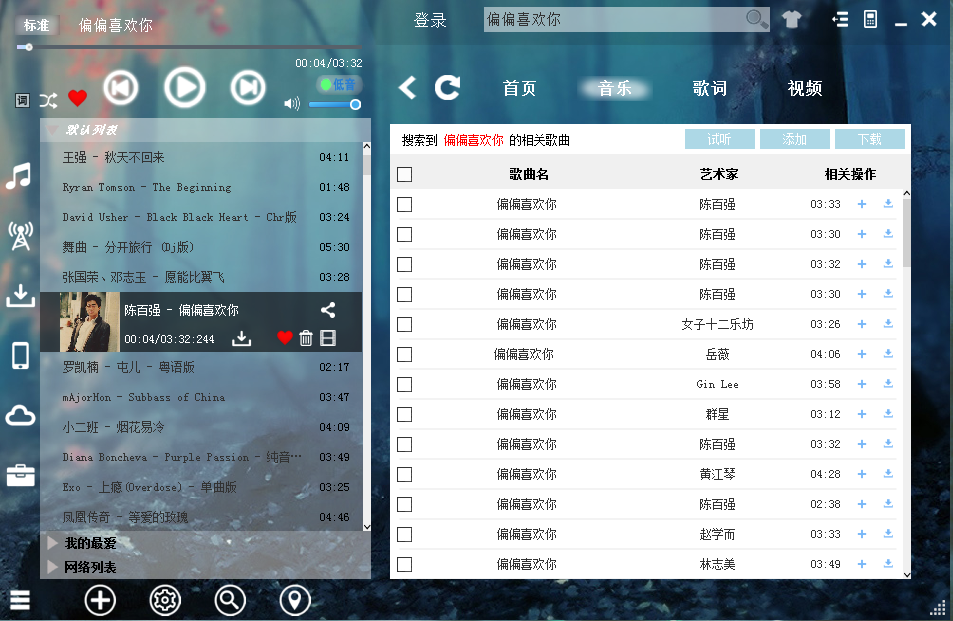 标准 偏偏喜欢你
00:04/03:32
低音
词
默认列表
王强 - 秋天不回来 04:11
Ryran Tomson - The Beginning 01:48
David Usher - Black Black Heart - Chr版 03:24
舞曲 - 分开旅行 (Dj版) 05:30
张国荣、邓志玉 - 愿能比翼飞 03:28
陈百强 - 偏偏喜欢你
00:04/03:32:244
罗凯楠 - 屯儿 - 粤语版 02:17
mAjorHon - Subbass of China 03:47
小二班 - 烟花易冷 04:09
Diana Boncheva - Purple Passion - 纯音… 03:49
Exo - 上瘾(Overdose) - 单曲版 03:25
凤凰传奇 - 等爱的玫瑰 04:46
我的最爱
网络列表
登录 偏偏喜欢你
首页 音乐 歌词 视频
搜索到 偏偏喜欢你 的相关歌曲 试听 添加 下载
歌曲名 艺术家 相关操作
偏偏喜欢你 陈百强 03:33
偏偏喜欢你 陈百强 03:30
偏偏喜欢你 陈百强 03:32
偏偏喜欢你 陈百强 03:30
偏偏喜欢你 女子十二乐坊 03:26
偏偏喜欢你 岳薇 04:06
偏偏喜欢你 Gin Lee 03:58
偏偏喜欢你 群星 03:12
偏偏喜欢你 陈百强 03:32
偏偏喜欢你 黄江琴 04:28
偏偏喜欢你 陈百强 02:38
偏偏喜欢你 赵学而 03:33
偏偏喜欢你 林志美 03:49